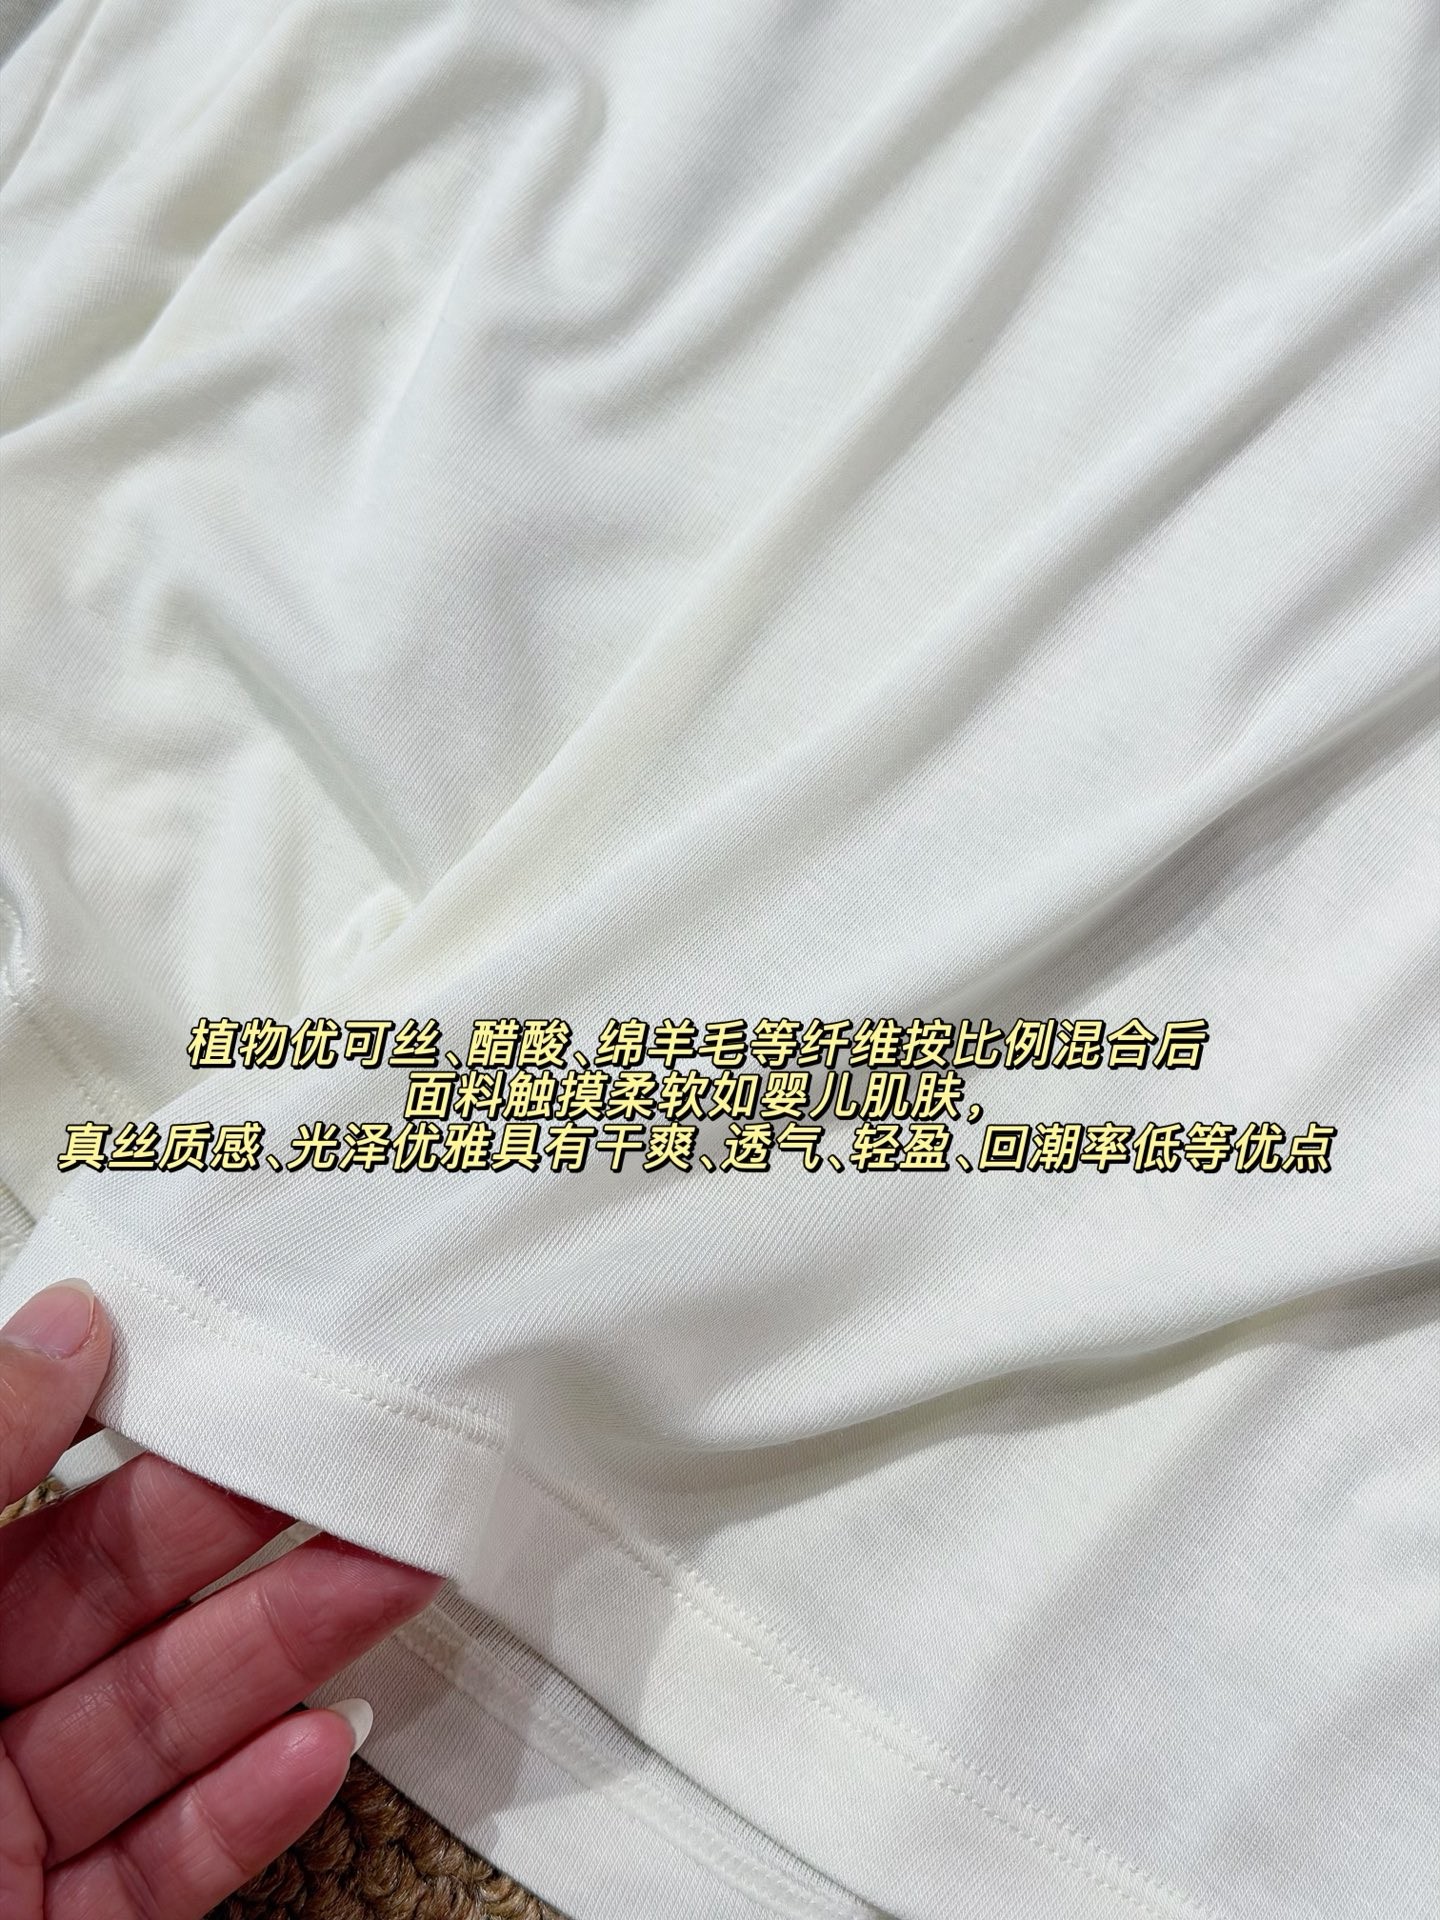 植物优可丝、醋酸、绵羊毛等纤维按比例混合后
面料触摸柔软如婴儿肌肤，
真丝质感、光泽优雅具有干爽、透气、轻盈、回潮率低等优点